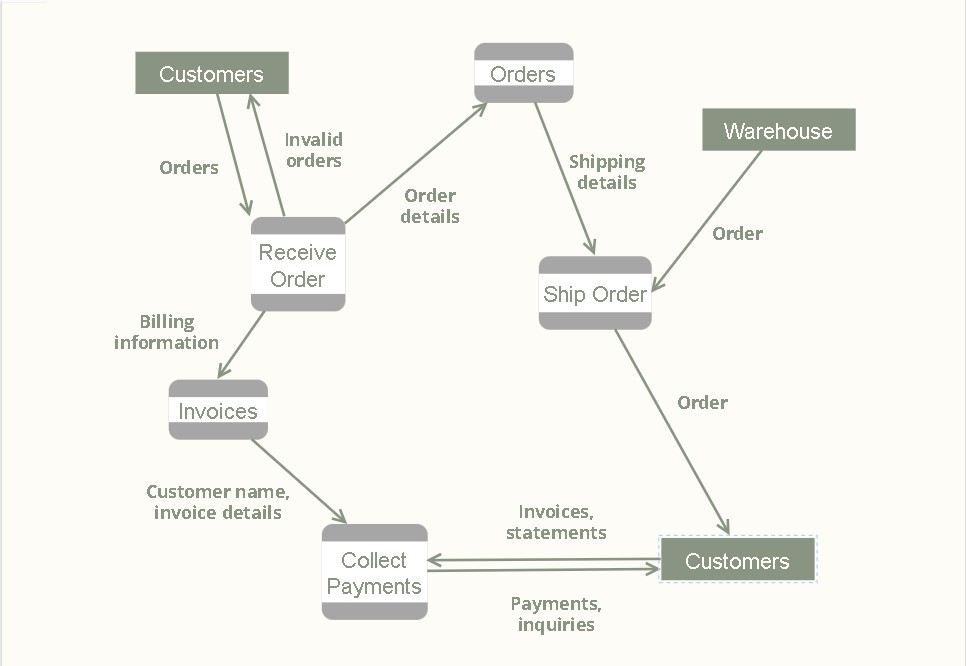 Customers
Orders
Warehouse
Invalid
orders
Orders
Shipping
details
Order
details
Order
Receive
Order
Ship Order
Billing
information
Invoices
Order
Customer name,
invoice details
Invoices,
statements
Collect
Payments
Customers
Payments,
inquiries